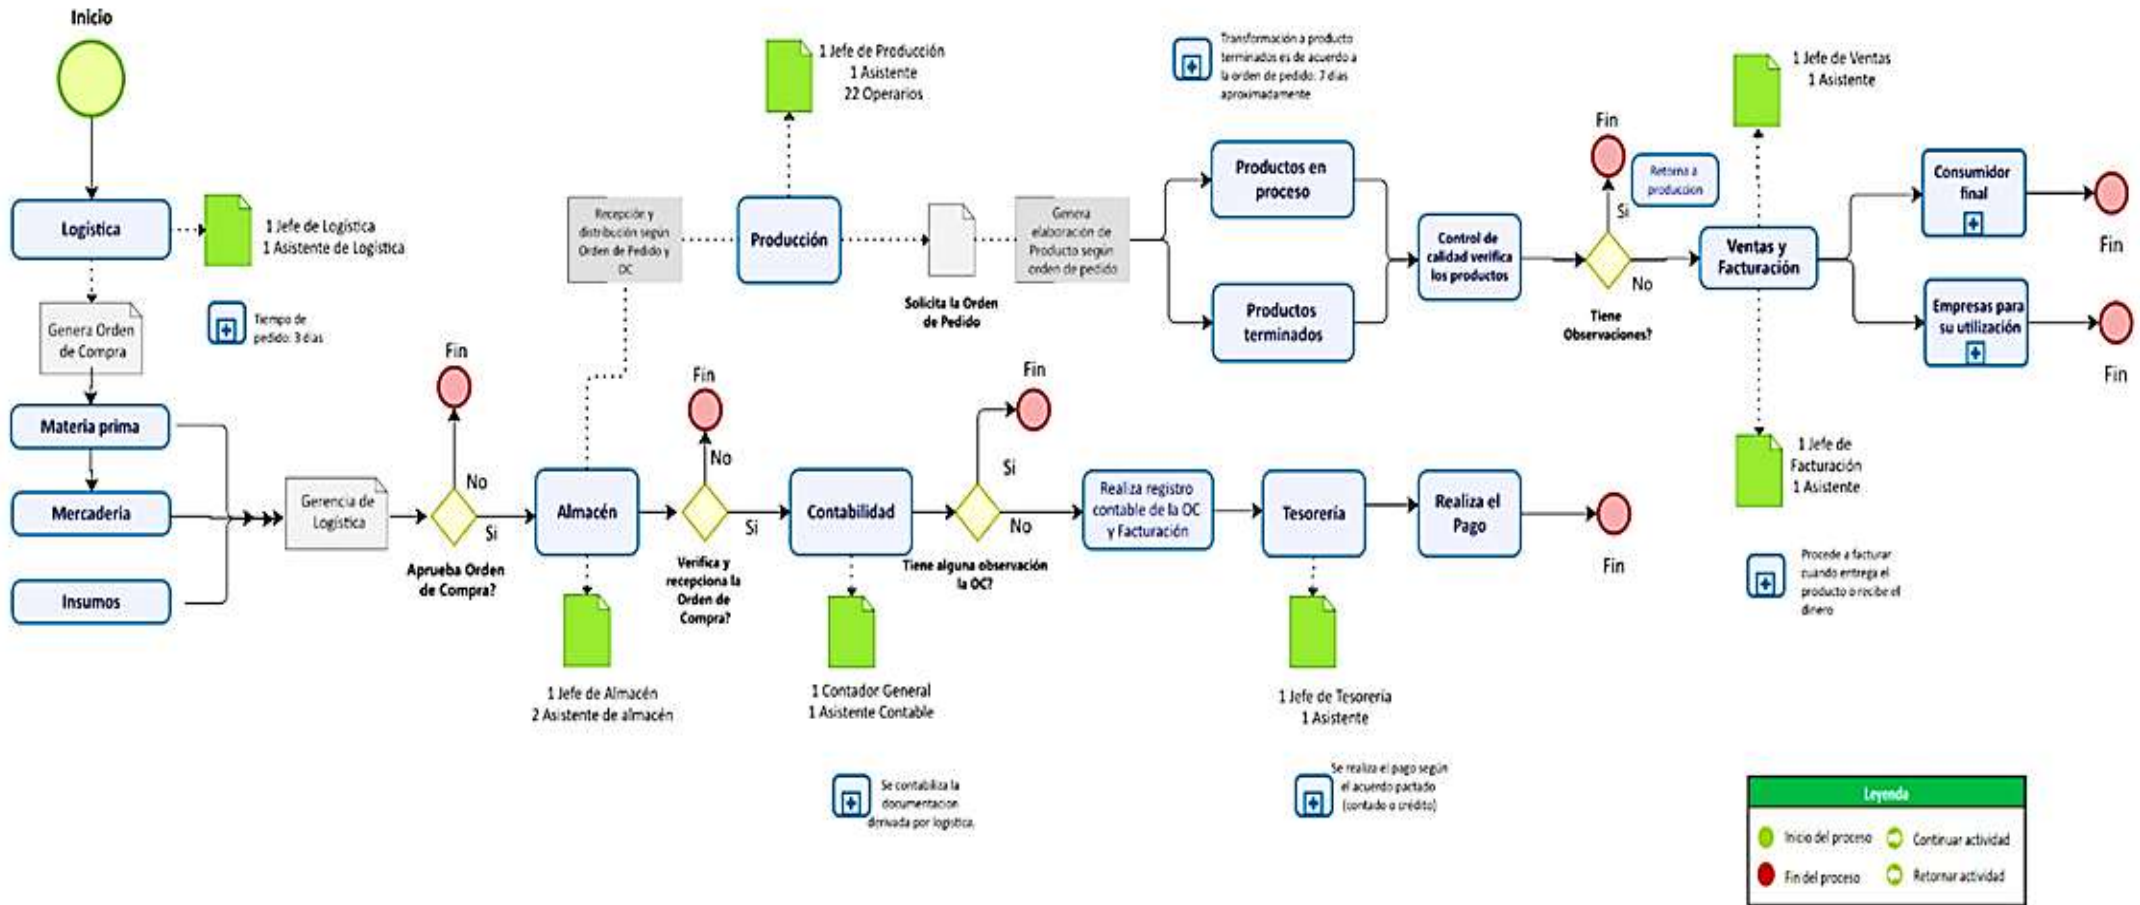 Inicio
Logística
1 Jefe de Logística
1 Asistente de Logística
Genera Orden
de Compra
Tiempo de
pedido: 3 dias
Materia prima
Mercaderia
Insumos
Gerencia de
Logística
Fin
No
Si
Aprueba Orden
de Compra?
Almacén
1 Jefe de Almacén
2 Asistente de almacén
Recepción y
distribución según
Orden de Pedido y
OC
Producción
1 Jefe de Producción
1 Asistente
22 Operarios
Solicita la Orden
de Pedido
Genera
elaboración de
Producto según
orden de pedido
Transformación a producto
terminados es de acuerdo a
la orden de pedido: 7 dias
aproximadamente
Productos en
proceso
Productos
terminados
Control de
calidad verifica
los productos
Fin
Si
Retorna a
produccion
No
Tiene
Observaciones?
Ventas y
Facturación
1 Jefe de Ventas
1 Asistente
1 Jefe de
Facturación
1 Asistente
Procede a facturar
cuando entrega el
producto o recibe el
dinero
Consumidor
final
Fin
Empresas para
su utilización
Fin
Fin
No
Si
Verifica y
recepciona la
Orden de
Compra?
Contabilidad
1 Contador General
1 Asistente Contable
Se contabiliza la
documentacion
derivada por logistica.
Fin
Si
No
Tiene alguna observación
la OC?
Realiza registro
contable de la OC
y Facturación
Tesorería
1 Jefe de Tesorería
1 Asistente
Se realiza el pago según
el acuerdo pactado
(contado o crédito)
Realiza el
Pago
Fin
Leyenda
Inicio del proceso
Continuar actividad
Fin del proceso
Retornar actividad